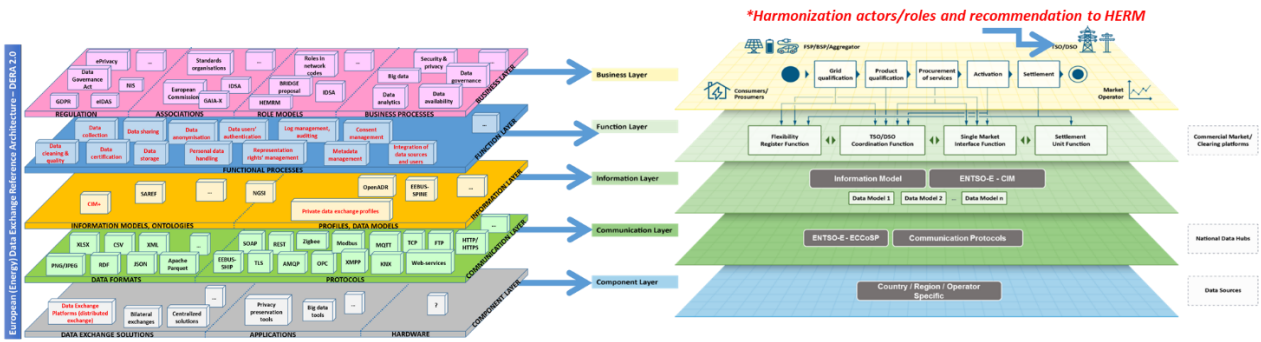 *Harmonization actors/roles and recommendation to HERM
European (Energy) Data Exchange Reference Architecture – DERA 2.0
ePrivacy
...
Data Governance Act
NIS
GDPR
eIDAS
REGULATION
Standards organisations
...
European Commission
IDSA
GAIA-X
ASSOCIATIONS
Roles in network codes
...
BRIDGE proposal
IDSA
HEMRM
ROLE MODELS
Security & privacy
...
Big data
Data governance
Data analytics
Data availability
BUSINESS PROCESSES
BUSINESS LAYER
Data collection
Data sharing
Data anonymisation
Data users' authentication
Log management, auditing
Consent management
...
Data cleaning & quality
Data certification
Data storage
Personal data handling
Representation rights' management
Metadata management
Integration of data sources and users
FUNCTIONAL PROCESSES
FUNCTION LAYER
CIM+
SAREF
...
INFORMATION MODELS, ONTOLOGIES
NGSI
OpenADR
EEBUS-SPINE
...
Private data exchange profiles
PROFILES, DATA MODELS
INFORMATION LAYER
XLSX
CSV
XML
...
PNG/JPEG
RDF
JSON
Apache Parquet
DATA FORMATS
SOAP
REST
Zigbee
Modbus
MQTT
TCP
FTP
HTTP/HTTPS
...
EEBUS-SHIP
TLS
AMQP
OPC
XMPP
KNX
Web-services
PROTOCOLS
COMMUNICATION LAYER
Data Exchange Platforms (distributed exchange)
Bilateral exchanges
Centralized solutions
...
DATA EXCHANGE SOLUTIONS
Privacy preservation tools
Big data tools
...
APPLICATIONS
?
HARDWARE
COMPONENT LAYER
Business Layer
Function Layer
Information Layer
Communication Layer
Component Layer
FSP/BSP/Aggregator
TSO/DSO
Consumers/
Prosumers
Grid qualification
Product qualification
Procurement of services
Activation
Settlement
Market
Operator
Flexibility
Register Function
TSO/DSO
Coordination Function
Single Market
Interface Function
Settlement
Unit Function
Commercial Market/
Clearing platforms
Information Model
ENTSO-E - CIM
Data Model 1
Data Model 2
...
Data Model n
ENTSO-E - ECCoSP
Communication Protocols
National Data Hubs
Country / Region / Operator
Specific
Data Sources